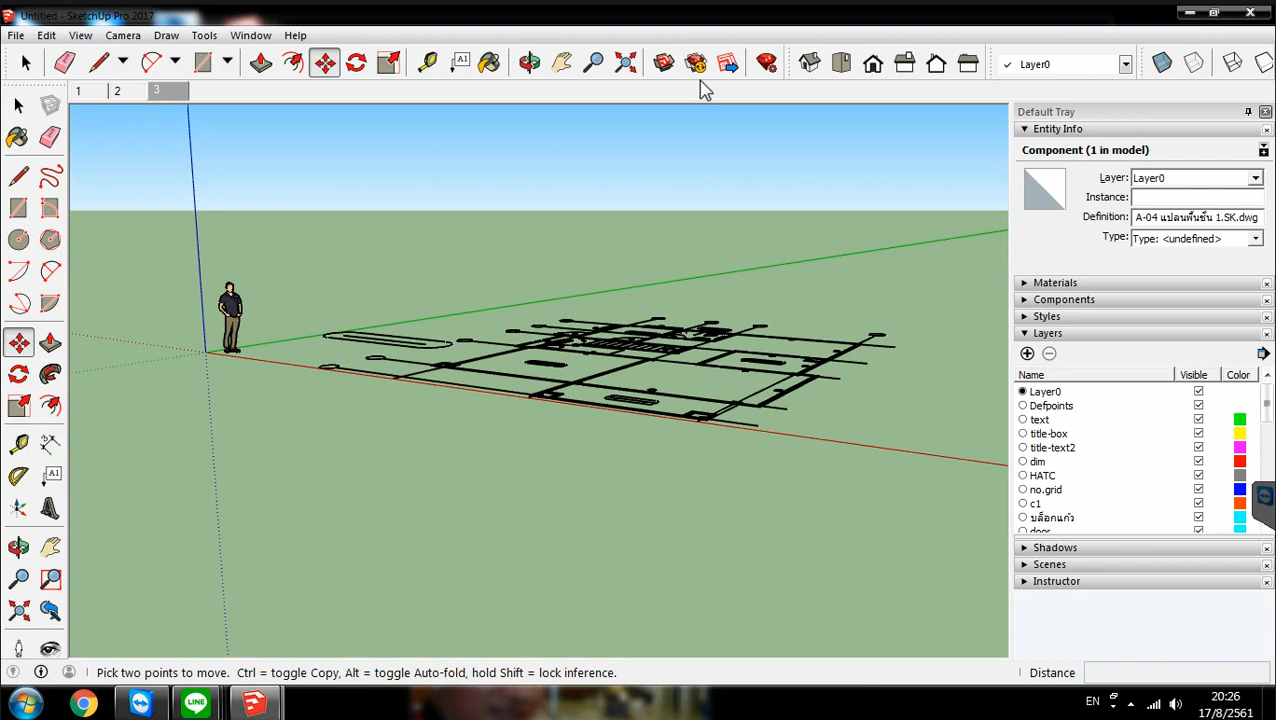 Untitled - SketchUp Pro 2017
File Edit View Camera Draw Tools Window Help
A1
✓ Layer0
1 2 3
Default Tray
Entity Info
Component (1 in model)
Layer: Layer0
Instance:
Definition: A-04 แปลนพื้นชั้น 1.SK.dwg
Type: Type: <undefined>
Materials
Components
Styles
Layers
Name Visible Color
Layer0
Defpoints
text
title-box
title-text2
dim
HATC
no.grid
c1
บล็อกแก้ว
door
Shadows
Scenes
Instructor
A1
Pick two points to move. Ctrl = toggle Copy, Alt = toggle Auto-fold, hold Shift = lock inference.
Distance
LINE
EN
20:26
17/8/2561